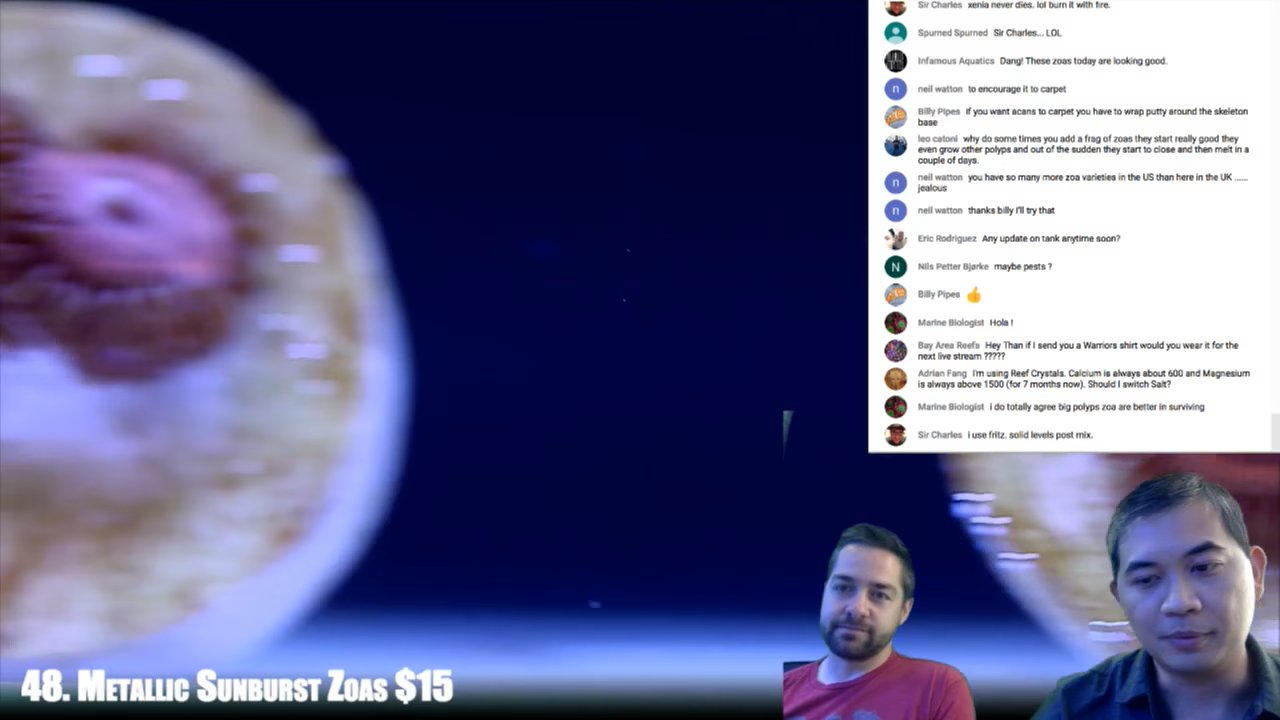 Sir Charles xenia never dies. lol burn it with fire.
Spurned Spurned Sir Charles... LOL
Infamous Aquatics Dang! These zoas today are looking good.
n
neil watton to encourage it to carpet
Billy Pipes If you want acans to carpet you have to wrap putty around the skeleton
base
leo catoni why do some times you add a frag of zoas they start really good they
even grow other polyps and out of the sudden they start to close and then melt in a
couple of days.
n
neil watton you have so many more zoa varieties in the US than here in the UK ......
jealous
n
neil watton thanks billy I'll try that
Eric Rodriguez Any update on tank anytime soon?
N
Nils Petter Bjørke maybe pests ?
Billy Pipes 👍
Marine Biologist Hola !
Bay Area Reefs Hey Than if I send you a Warriors shirt would you wear it for the
next live stream ?????
Adrian Fang I'm using Reef Crystals. Calcium is always about 600 and Magnesium
is always above 1500 (for 7 months now). Should I switch Salt?
Marine Biologist i do totally agree big polyps zoa are better in surviving
Sir Charles i use fritz. solid levels post mix.
48. Metallic Sunburst Zoas $15